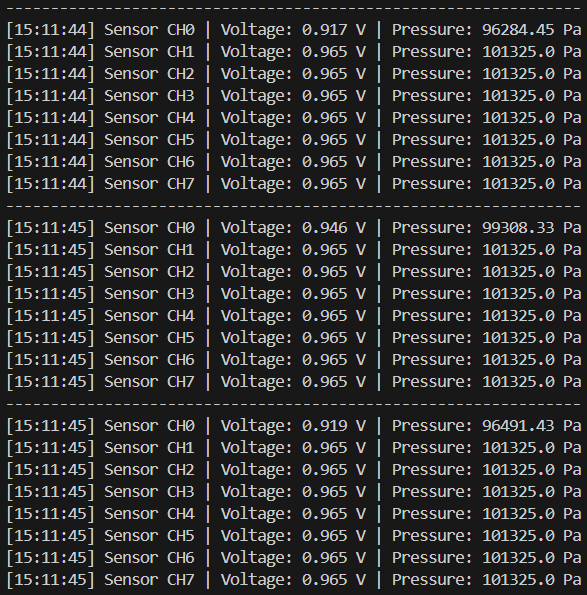 ----------------------------------------------------------------
[15:11:44] Sensor CH0 | Voltage: 0.917 V | Pressure: 96284.45 Pa
[15:11:44] Sensor CH1 | Voltage: 0.965 V | Pressure: 101325.0 Pa
[15:11:44] Sensor CH2 | Voltage: 0.965 V | Pressure: 101325.0 Pa
[15:11:44] Sensor CH3 | Voltage: 0.965 V | Pressure: 101325.0 Pa
[15:11:44] Sensor CH4 | Voltage: 0.965 V | Pressure: 101325.0 Pa
[15:11:44] Sensor CH5 | Voltage: 0.965 V | Pressure: 101325.0 Pa
[15:11:44] Sensor CH6 | Voltage: 0.965 V | Pressure: 101325.0 Pa
[15:11:44] Sensor CH7 | Voltage: 0.965 V | Pressure: 101325.0 Pa
----------------------------------------------------------------
[15:11:45] Sensor CH0 | Voltage: 0.946 V | Pressure: 99308.33 Pa
[15:11:45] Sensor CH1 | Voltage: 0.965 V | Pressure: 101325.0 Pa
[15:11:45] Sensor CH2 | Voltage: 0.965 V | Pressure: 101325.0 Pa
[15:11:45] Sensor CH3 | Voltage: 0.965 V | Pressure: 101325.0 Pa
[15:11:45] Sensor CH4 | Voltage: 0.965 V | Pressure: 101325.0 Pa
[15:11:45] Sensor CH5 | Voltage: 0.965 V | Pressure: 101325.0 Pa
[15:11:45] Sensor CH6 | Voltage: 0.965 V | Pressure: 101325.0 Pa
[15:11:45] Sensor CH7 | Voltage: 0.965 V | Pressure: 101325.0 Pa
----------------------------------------------------------------
[15:11:45] Sensor CH0 | Voltage: 0.919 V | Pressure: 96491.43 Pa
[15:11:45] Sensor CH1 | Voltage: 0.965 V | Pressure: 101325.0 Pa
[15:11:45] Sensor CH2 | Voltage: 0.965 V | Pressure: 101325.0 Pa
[15:11:45] Sensor CH3 | Voltage: 0.965 V | Pressure: 101325.0 Pa
[15:11:45] Sensor CH4 | Voltage: 0.965 V | Pressure: 101325.0 Pa
[15:11:45] Sensor CH5 | Voltage: 0.965 V | Pressure: 101325.0 Pa
[15:11:45] Sensor CH6 | Voltage: 0.965 V | Pressure: 101325.0 Pa
[15:11:45] Sensor CH7 | Voltage: 0.965 V | Pressure: 101325.0 Pa